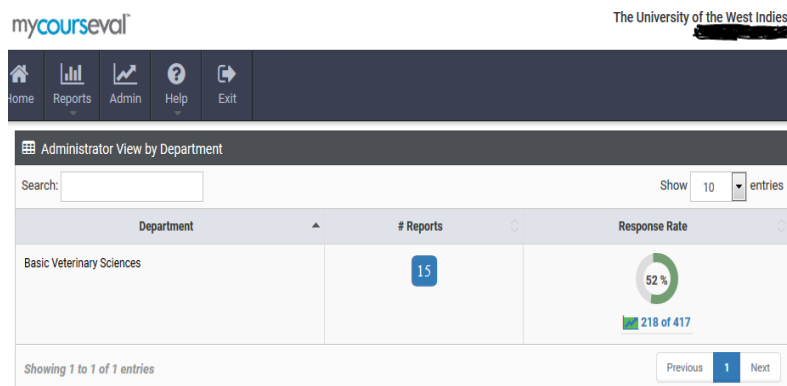 mycourseval
The University of the West Indies
Home Reports Admin Help Exit
Administrator View by Department
Search: Show 10 entries
Department # Reports Response Rate
Basic Veterinary Sciences 15 52 %
218 of 417
Showing 1 to 1 of 1 entries Previous 1 Next